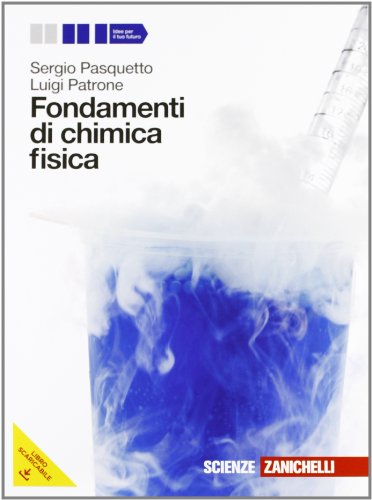 Idee per
il tuo futuro
Sergio Pasquetto
Luigi Patrone
Fondamenti
di chimica
fisica
LIBRO
SCARICABILE
SCIENZE ZANICHELLI